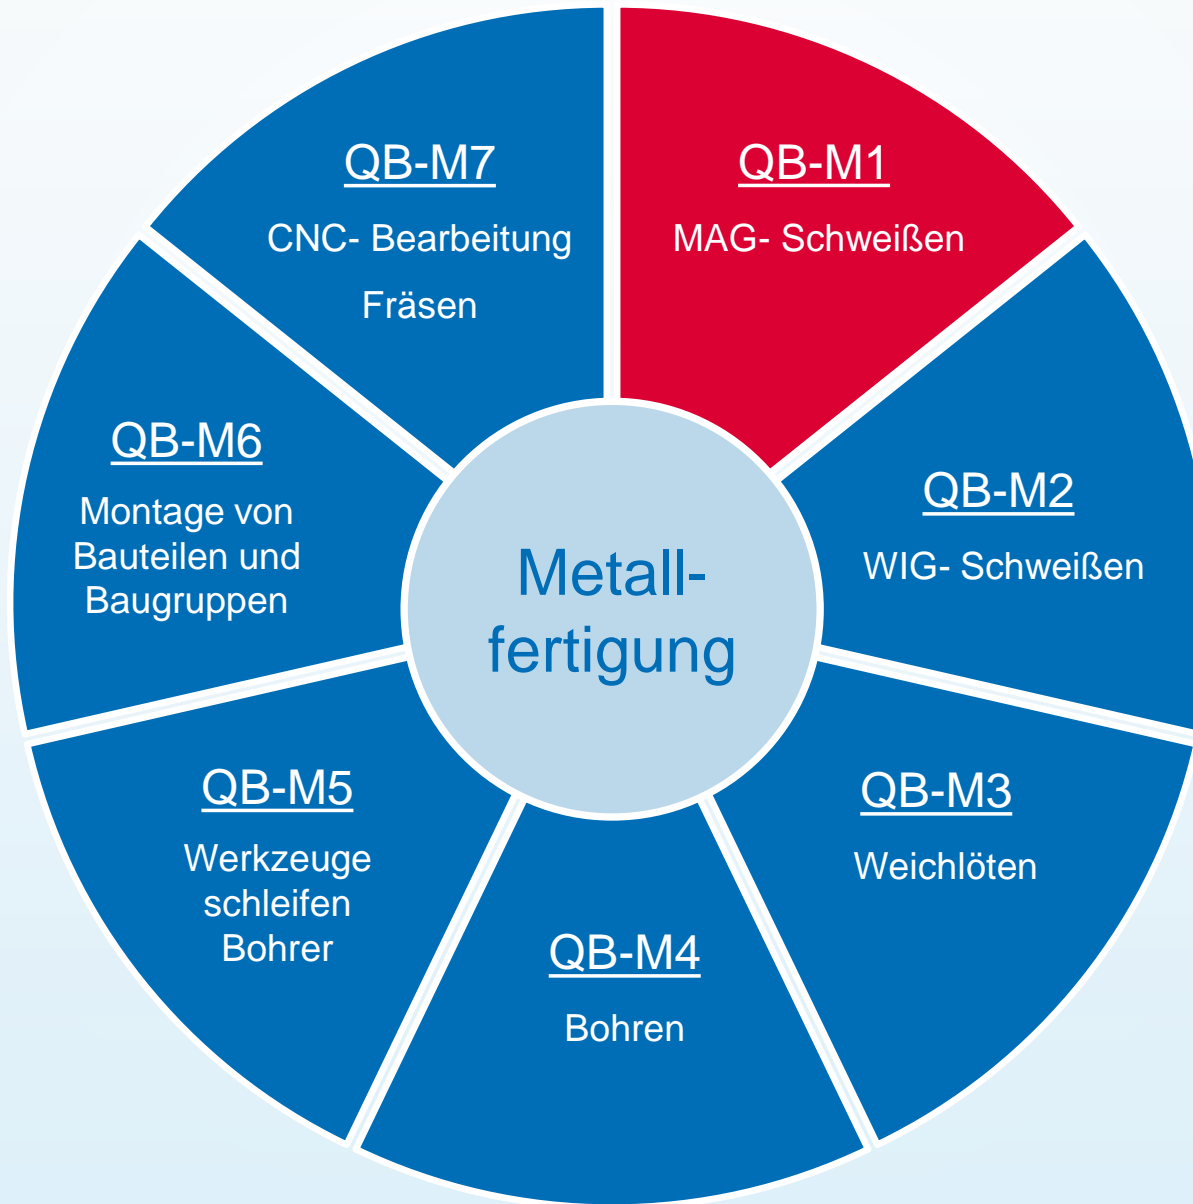 QB-M1
MAG- Schweißen
QB-M2
WIG- Schweißen
QB-M3
Weichlöten
QB-M4
Bohren
QB-M5
Werkzeuge
schleifen
Bohrer
QB-M6
Montage von
Bauteilen und
Baugruppen
QB-M7
CNC- Bearbeitung
Fräsen
Metall-
fertigung